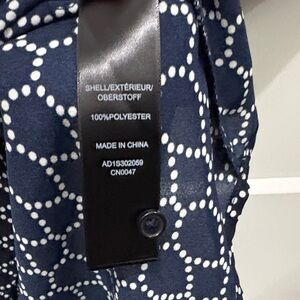 SHELL/EXTÉRIEUR/
OBERSTOFF
100%POLYESTER
MADE IN CHINA
AD1S302059
CN0047